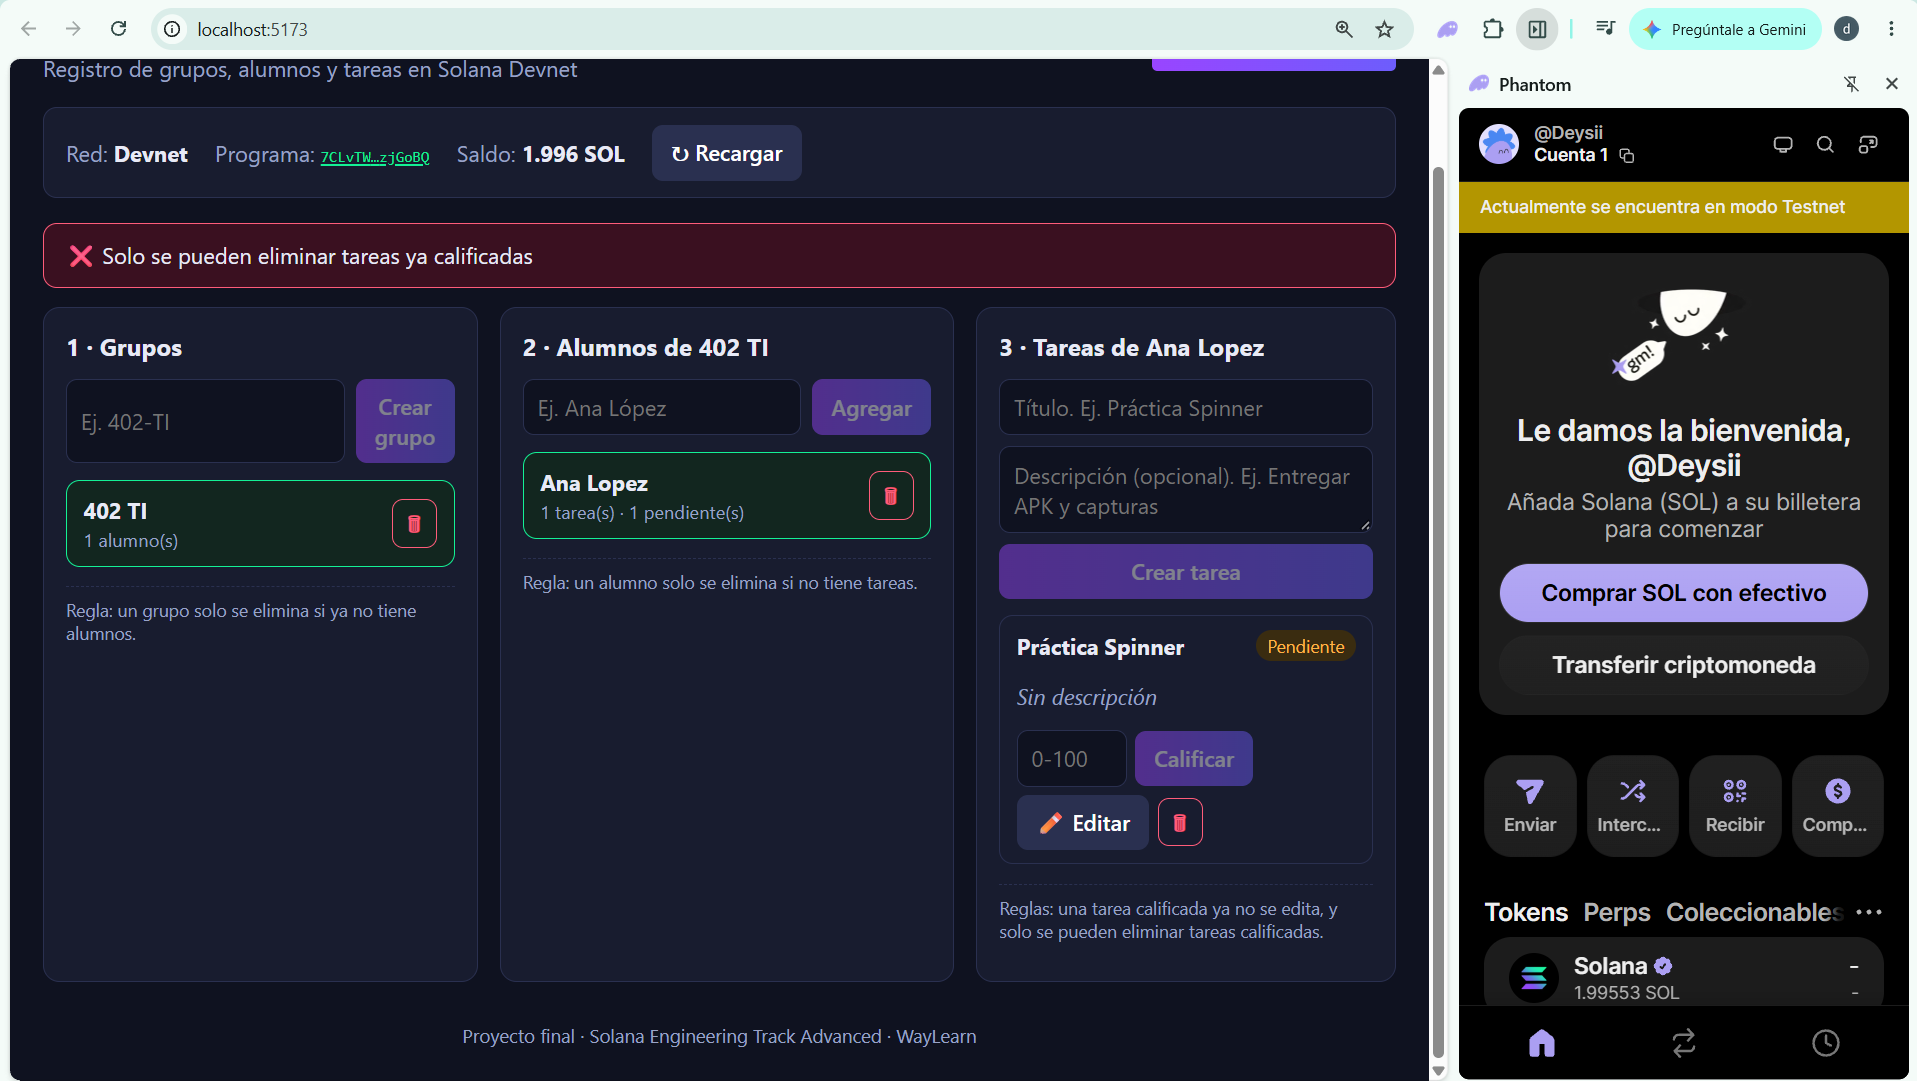 localhost:5173
Pregúntale a Gemini
d
Registro de grupos, alumnos y tareas en Solana Devnet
Red: Devnet Programa: 7CLvTW…zjGoBQ Saldo: 1.996 SOL ↻ Recargar
❌ Solo se pueden eliminar tareas ya calificadas
1 · Grupos
Ej. 402-TI
Crear
grupo
402 TI
1 alumno(s)
Regla: un grupo solo se elimina si ya no tiene
alumnos.
2 · Alumnos de 402 TI
Ej. Ana López
Agregar
Ana Lopez
1 tarea(s) · 1 pendiente(s)
Regla: un alumno solo se elimina si no tiene tareas.
3 · Tareas de Ana Lopez
Título. Ej. Práctica Spinner
Descripción (opcional). Ej. Entregar
APK y capturas
Crear tarea
Práctica Spinner
Pendiente
Sin descripción
0-100
Calificar
Editar
Reglas: una tarea calificada ya no se edita, y
solo se pueden eliminar tareas calificadas.
Proyecto final · Solana Engineering Track Advanced · WayLearn
Phantom
@Deysii
Cuenta 1
Actualmente se encuentra en modo Testnet
gm!
Le damos la bienvenida,
@Deysii
Añada Solana (SOL) a su billetera
para comenzar
Comprar SOL con efectivo
Transferir criptomoneda
Enviar
Interc...
Recibir
Comp...
Tokens Perps Coleccionables ...
Solana
-
1.99553 SOL
-